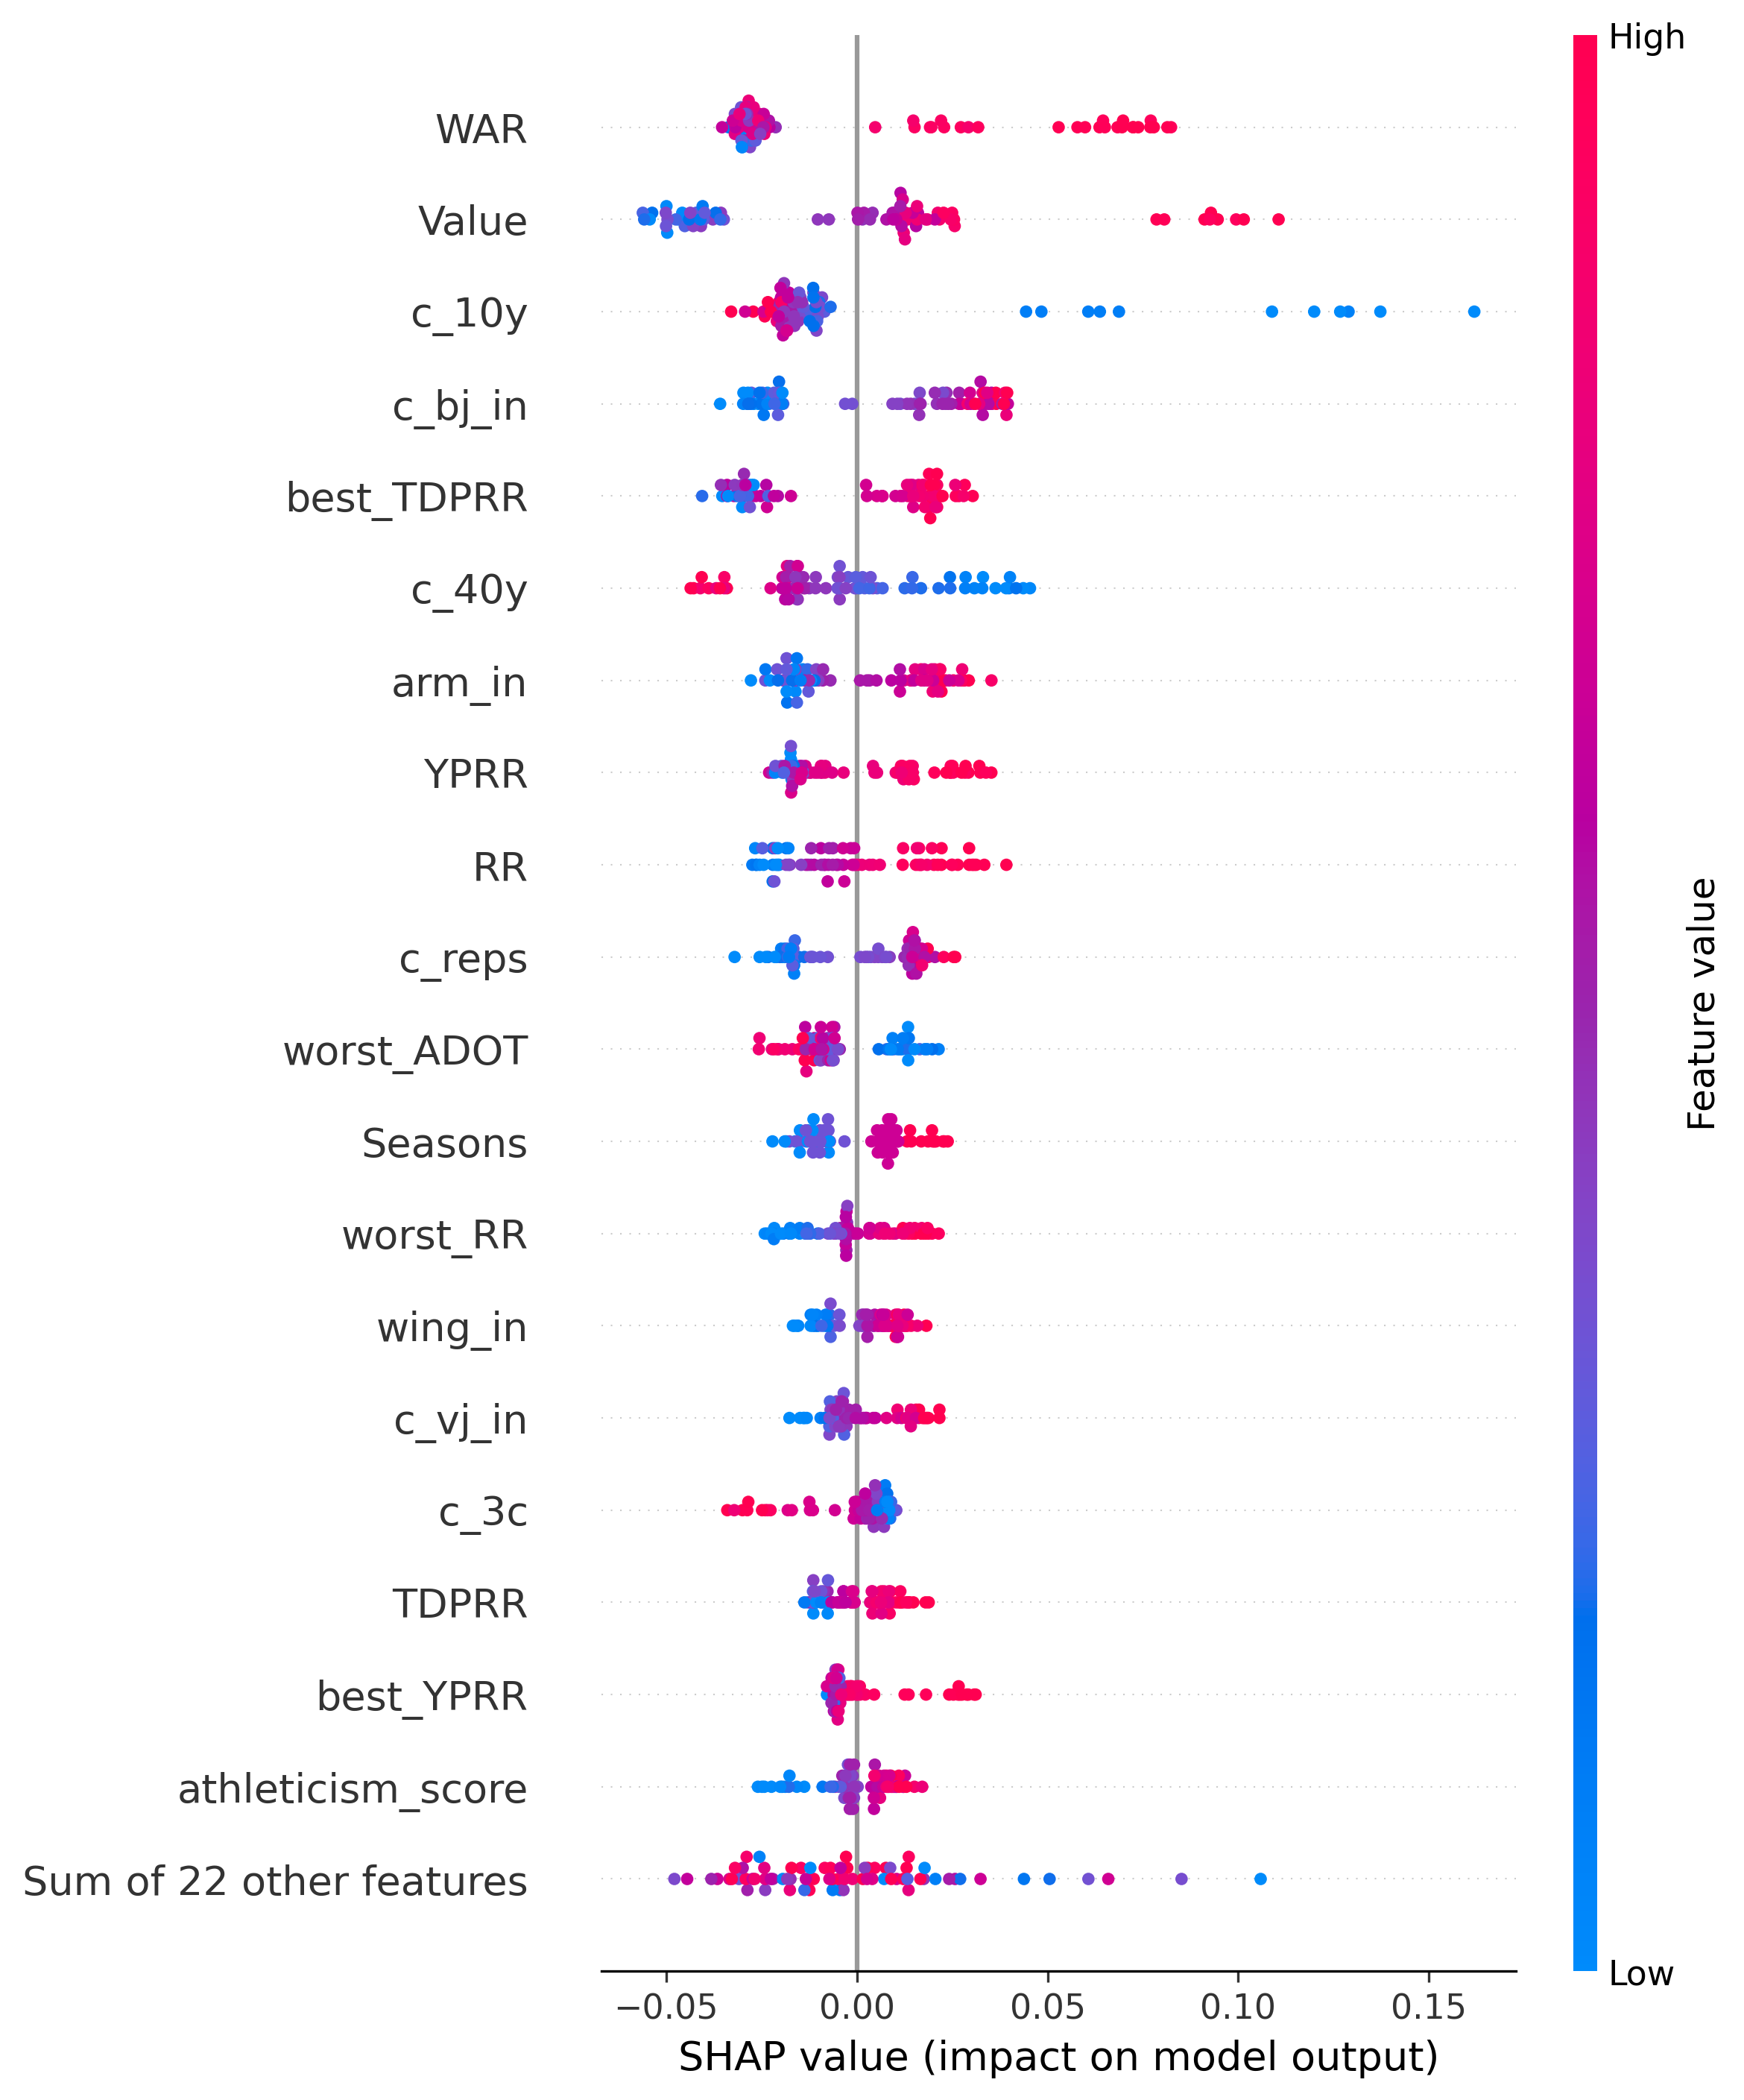 High
WAR
Value
c_10y
c_bj_in
best_TDPRR
c_40y
arm_in
YPRR
RR
c_reps
worst_ADOT
Seasons
worst_RR
wing_in
c_vj_in
c_3c
TDPRR
best_YPRR
athleticism_score
Sum of 22 other features
Feature value
Low
−0.05 0.00 0.05 0.10 0.15
SHAP value (impact on model output)